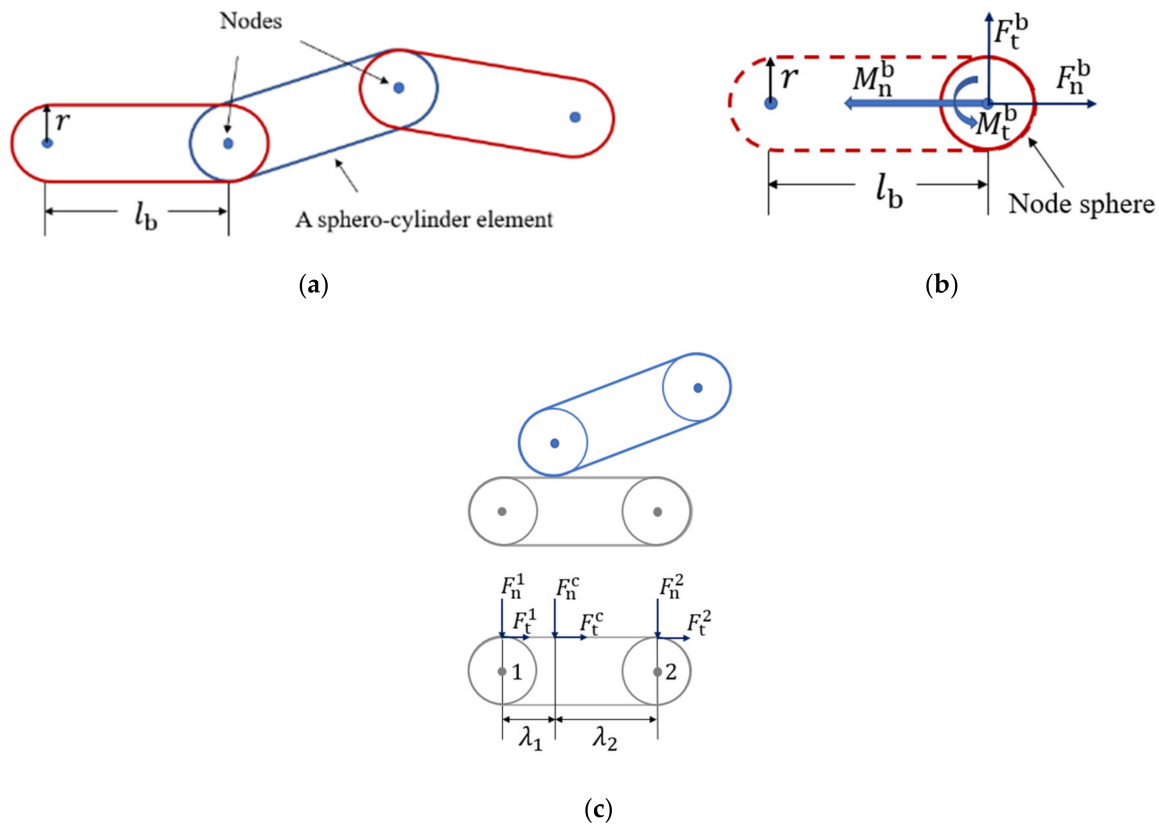 Nodes
r
l_b
A sphero-cylinder element
(a)
F_t^b
r
M_n^b
F_n^b
M_t^b
l_b
Node sphere
(b)
F_n^1
F_n^c
F_n^2
F_t^1
F_t^c
F_t^2
1
2
λ_1
λ_2
(c)